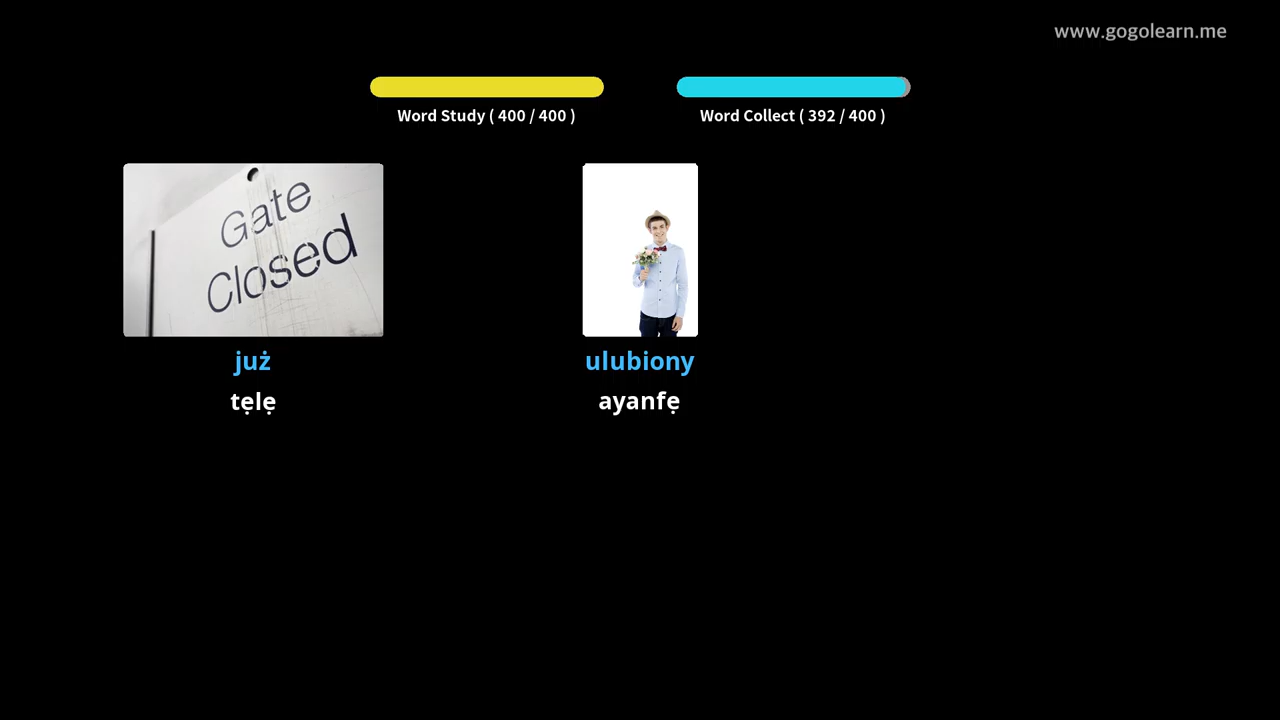 www.gogolearn.me
Word Study ( 400 / 400 )
Word Collect ( 392 / 400 )
Gate
Closed
już
tẹlẹ
ulubiony
ayanfẹ